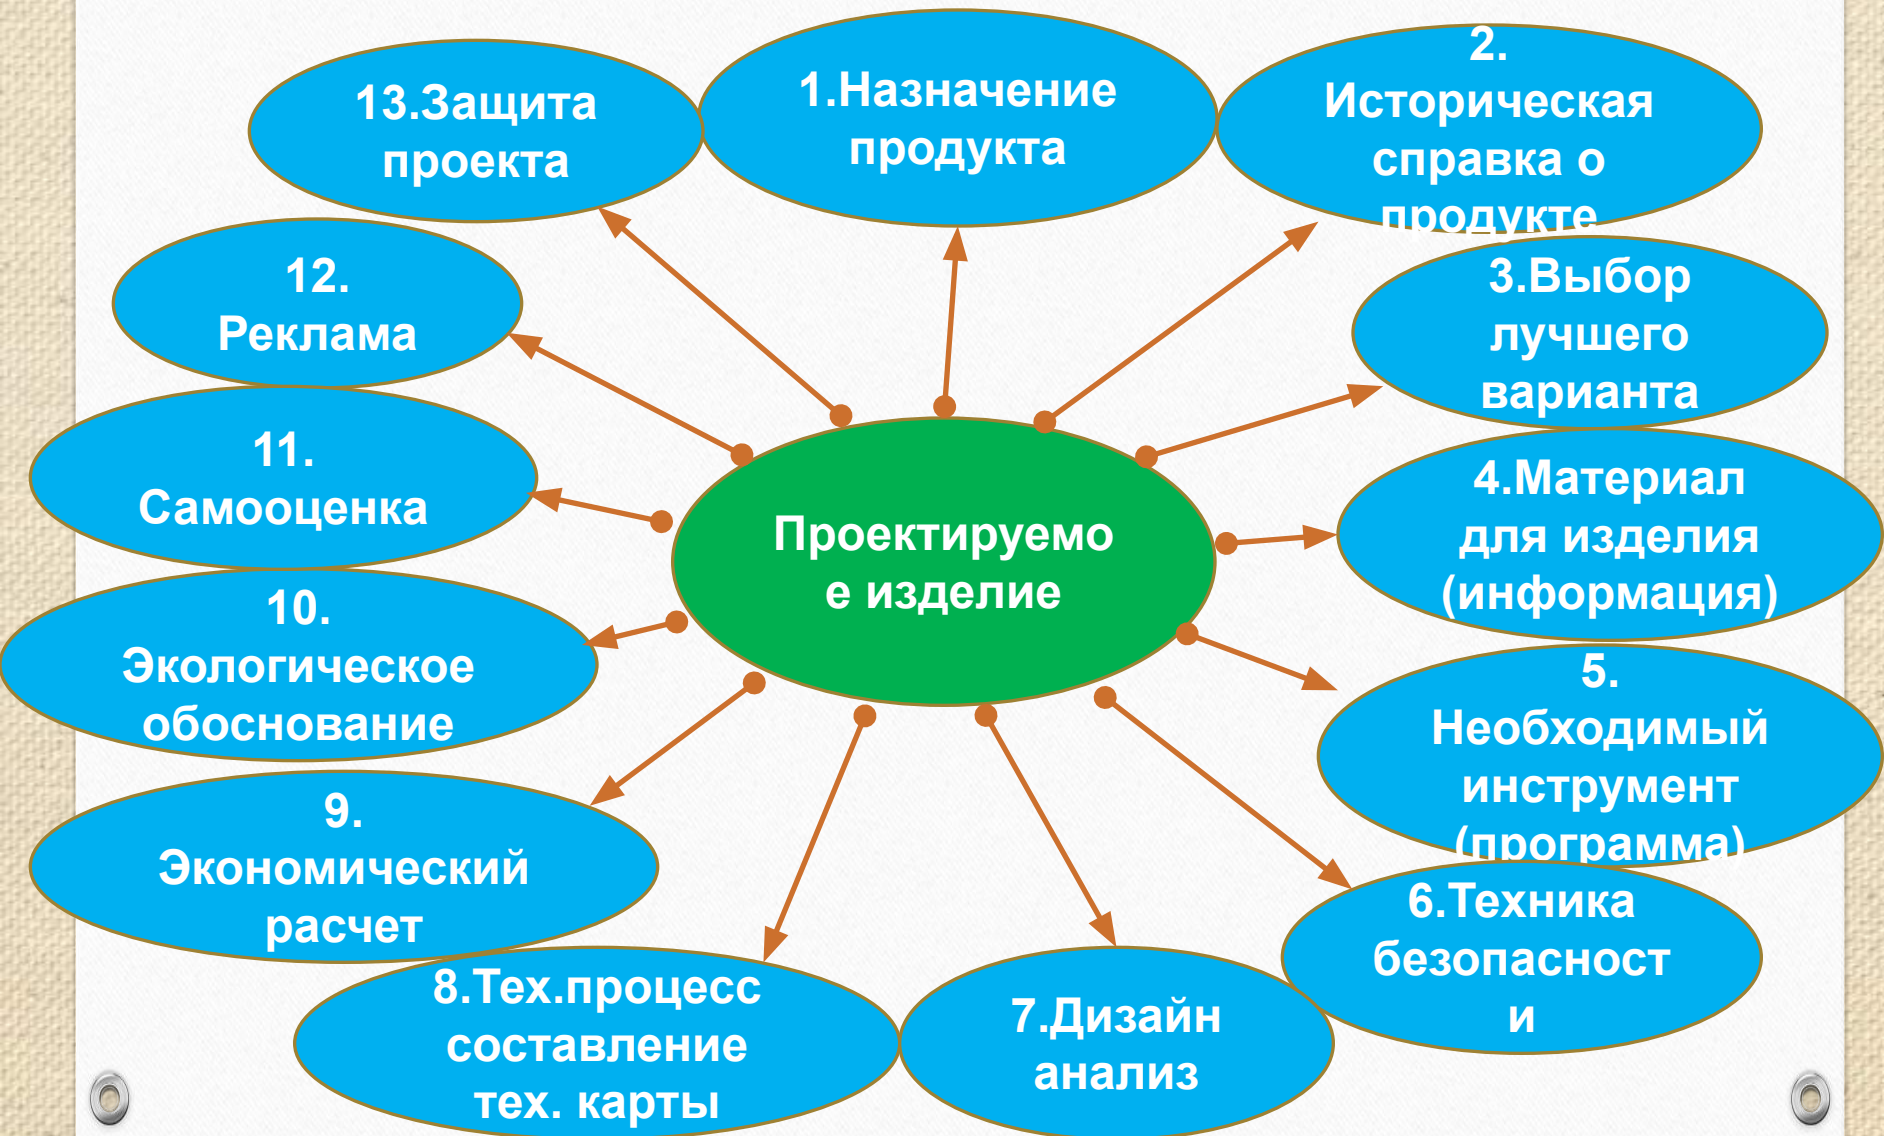 Проектируемо
е изделие
1.Назначение
продукта
2.
Историческая
справка о
продукте
3.Выбор
лучшего
варианта
4.Материал
для изделия
(информация)
5.
Необходимый
инструмент
(программа)
6.Техника
безопасност
и
7.Дизайн
анализ
8.Тех.процесс
составление
тех. карты
9.
Экономический
расчет
10.
Экологическое
обоснование
11.
Самооценка
12.
Реклама
13.Защита
проекта